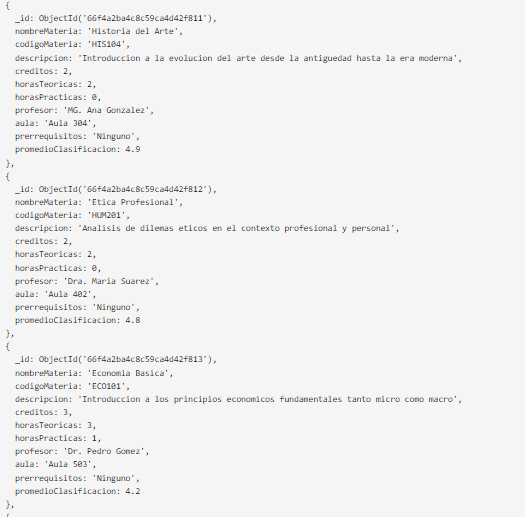 {
_id: ObjectId('66f4a2ba4c8c59ca4d42f811'),
nombreMateria: 'Historia del Arte',
codigoMateria: 'HIS104',
descripcion: 'Introduccion a la evolucion del arte desde la antiguedad hasta la era moderna',
creditos: 2,
horasTeoricas: 2,
horasPracticas: 0,
profesor: 'MG. Ana Gonzalez',
aula: 'Aula 304',
prerrequisitos: 'Ninguno',
promedioClasificacion: 4.9
},
{
_id: ObjectId('66f4a2ba4c8c59ca4d42f812'),
nombreMateria: 'Etica Profesional',
codigoMateria: 'HUM201',
descripcion: 'Analisis de dilemas eticos en el contexto profesional y personal',
creditos: 2,
horasTeoricas: 2,
horasPracticas: 0,
profesor: 'Dra. Maria Suarez',
aula: 'Aula 402',
prerrequisitos: 'Ninguno',
promedioClasificacion: 4.8
},
{
_id: ObjectId('66f4a2ba4c8c59ca4d42f813'),
nombreMateria: 'Economia Basica',
codigoMateria: 'ECO101',
descripcion: 'Introduccion a los principios economicos fundamentales tanto micro como macro',
creditos: 3,
horasTeoricas: 3,
horasPracticas: 1,
profesor: 'Dr. Pedro Gomez',
aula: 'Aula 503',
prerrequisitos: 'Ninguno',
promedioClasificacion: 4.2
},
{